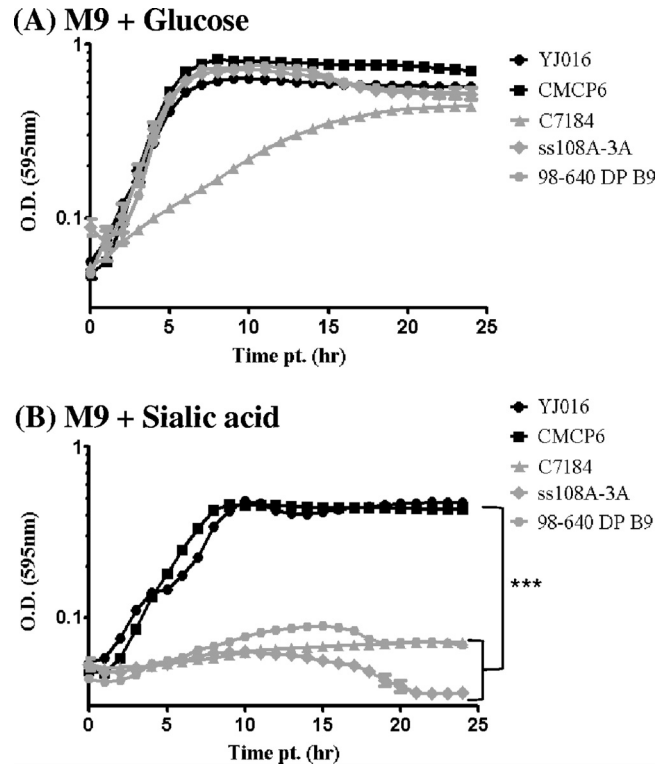 (A) M9 + Glucose
1
0.1
O.D. (595nm)
0 5 10 15 20 25
Time pt. (hr)
YJ016
CMCP6
C7184
ss108A-3A
98-640 DP B9
(B) M9 + Sialic acid
1
0.1
O.D. (595nm)
0 5 10 15 20 25
Time pt. (hr)
YJ016
CMCP6
C7184
ss108A-3A
98-640 DP B9
***